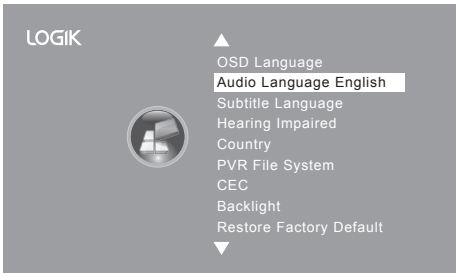 LOGIK
OSD Language
Audio Language English
Subtitle Language
Hearing Impaired
Country
PVR File System
CEC
Backlight
Restore Factory Default